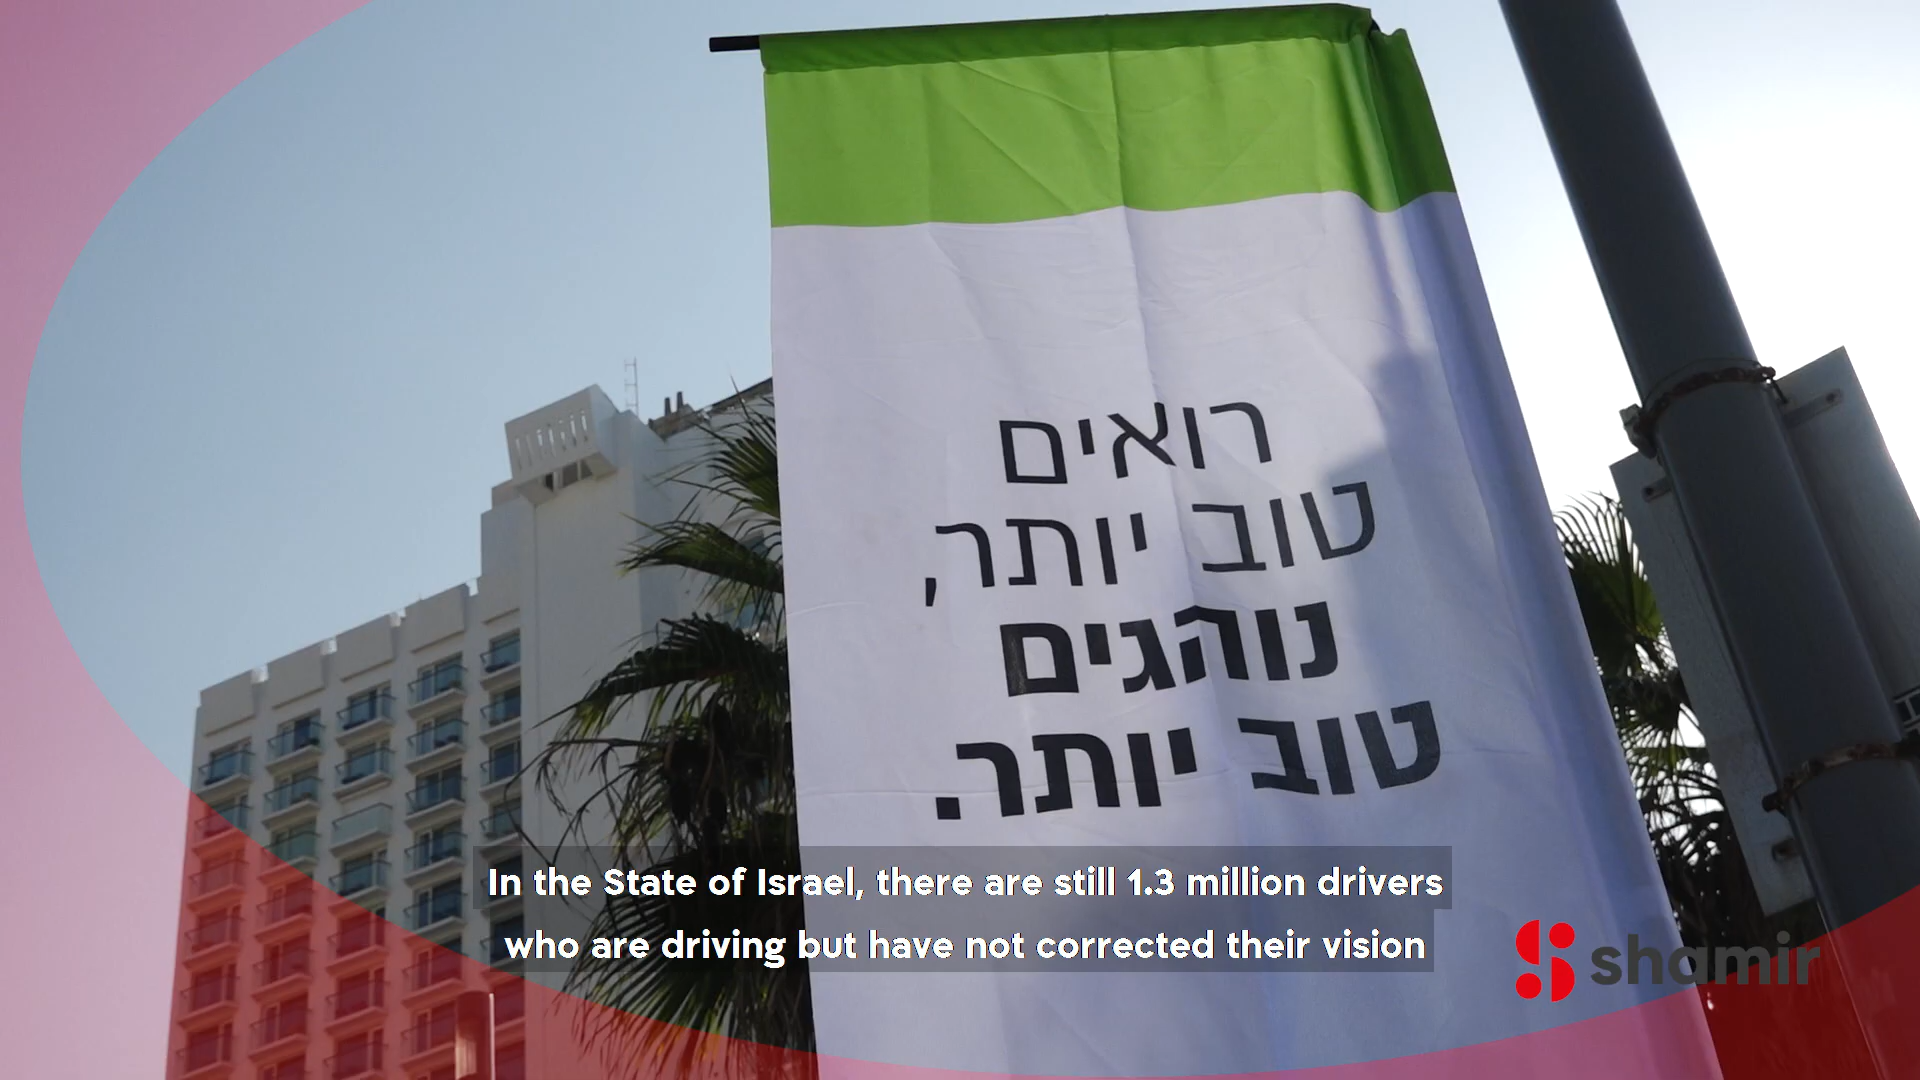 רואים
טוב יותר,
נוהגים
טוב יותר.
In the State of Israel, there are still 1.3 million drivers
who are driving but have not corrected their vision
shamir